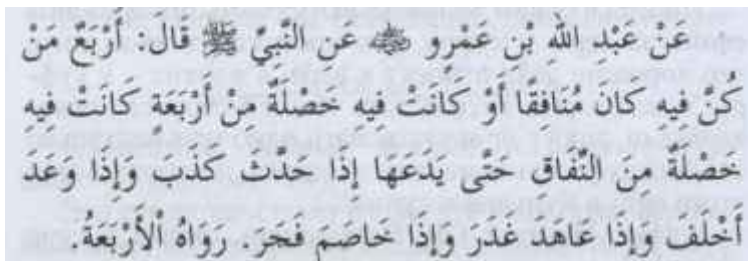 عَنْ عَبْدِ اللهِ بْنِ عَمْرٍو ﷺ عَنِ النَّبِيِّ ﷺ قَالَ: أَرْبَعٌ مَنْ
كُنَّ فِيهِ كَانَ مُنَافِقًا أَوْ كَانَتْ فِيهِ خَصْلَةٌ مِنْ أَرْبَعَةٍ كَانَتْ فِيهِ
خَصْلَةٌ مِنَ النِّفَاقِ حَتَّى يَدَعَهَا إِذَا حَدَّثَ كَذَبَ وَإِذَا وَعَدَ
أَخْلَفَ وَإِذَا عَاهَدَ غَدَرَ وَإِذَا خَاصَمَ فَجَرَ. رَوَاهُ الْأَرْبَعَةُ.